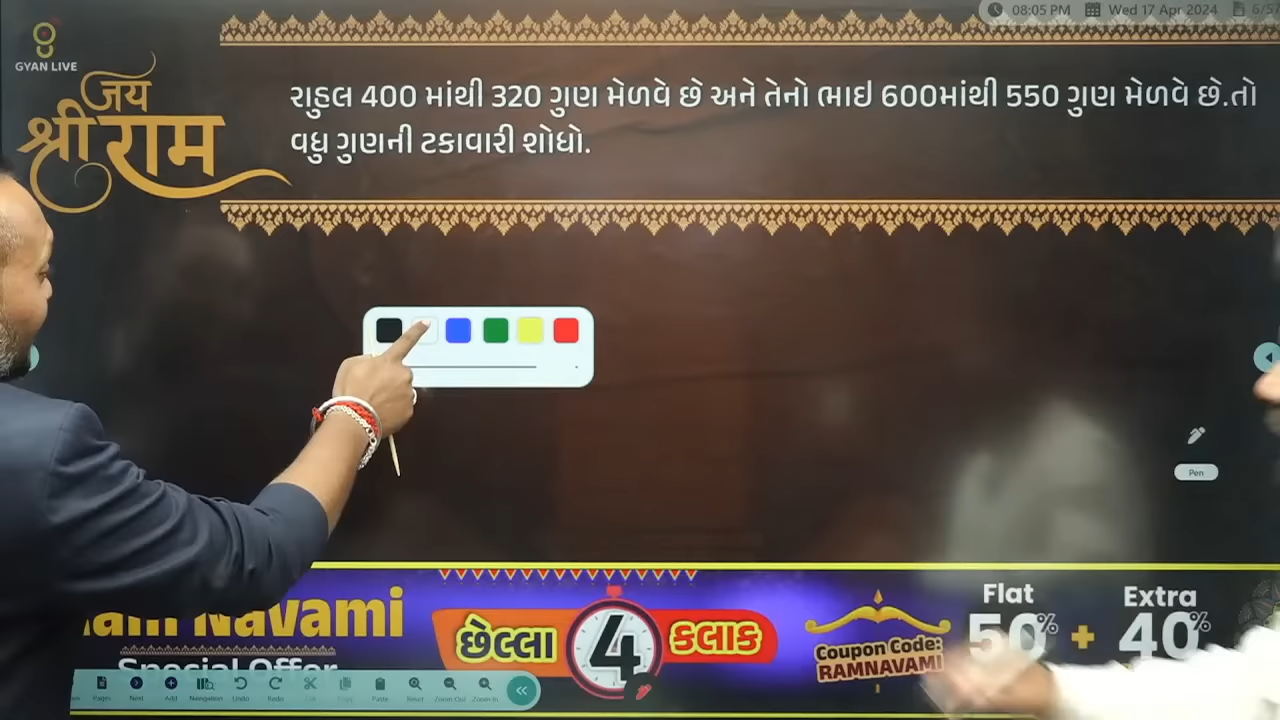 08:05 PM Wed 17 Apr 2024
GYAN LIVE
जय
श्री राम
રાહુલ 400 માંથી 320 ગુણ મેળવે છે અને તેનો ભાઇ 600માંથી 550 ગુણ મેળવે છે.તો
વધુ ગુણની ટકાવારી શોધો.
Pen
Navami
Special Offer
છેલ્લા 4 કલાક
Coupon Code:
RAMNAVAMI
Flat
50%
+
Extra
40%
Pages Next Add Navigation Undo Redo Paste Reset Zoom Out Zoom In